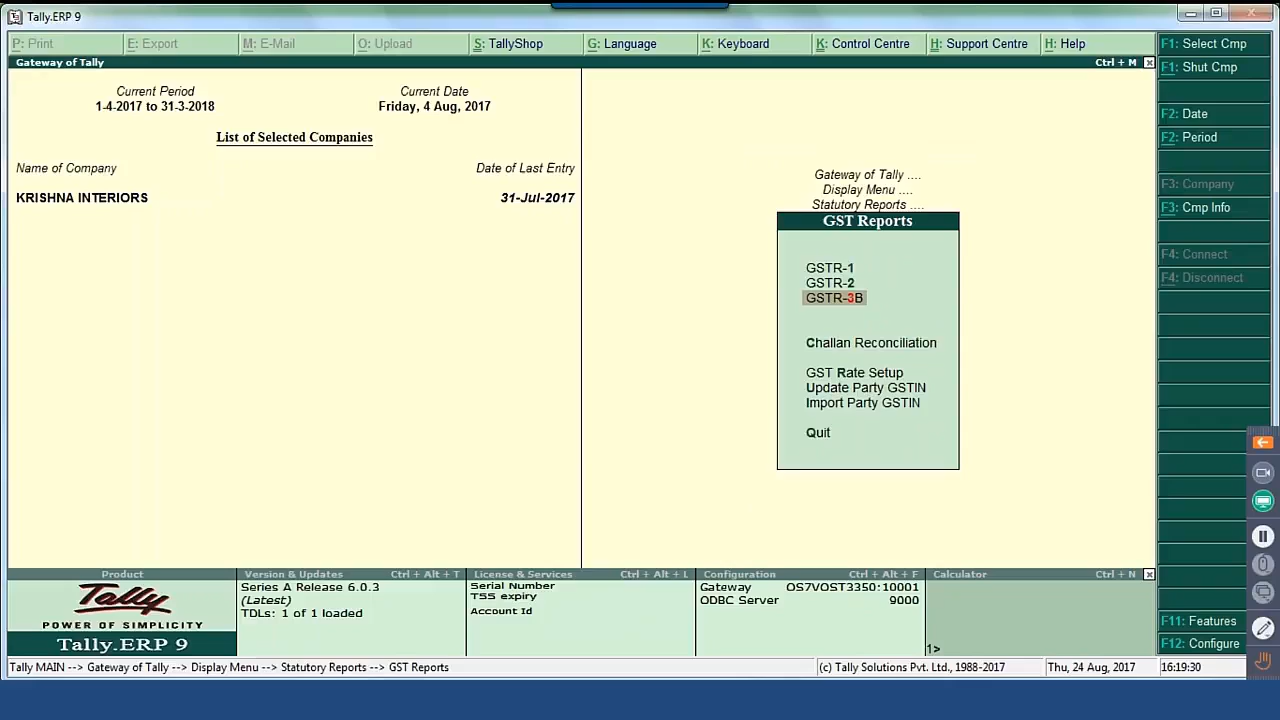 Tally.ERP 9
P: Print
E: Export
M: E-Mail
O: Upload
S: TallyShop
G: Language
K: Keyboard
K: Control Centre
H: Support Centre
H: Help
Gateway of Tally
Ctrl + M
Current Period
1-4-2017 to 31-3-2018
Current Date
Friday, 4 Aug, 2017
List of Selected Companies
Name of Company
Date of Last Entry
KRISHNA INTERIORS
31-Jul-2017
Gateway of Tally ....
Display Menu ....
Statutory Reports ....
GST Reports
GSTR-1
GSTR-2
GSTR-3B
Challan Reconciliation
GST Rate Setup
Update Party GSTIN
Import Party GSTIN
Quit
F1: Select Cmp
F1: Shut Cmp
F2: Date
F2: Period
F3: Company
F3: Cmp Info
F4: Connect
F4: Disconnect
F11: Features
F12: Configure
Product
Tally
POWER OF SIMPLICITY
Tally.ERP 9
Version & Updates
Ctrl + Alt + T
Series A Release 6.0.3
(Latest)
TDLs: 1 of 1 loaded
License & Services
Ctrl + Alt + L
Serial Number
TSS expiry
Account Id
Configuration
Ctrl + Alt + F
Gateway OS7VOST3350:10001
ODBC Server 9000
Calculator
Ctrl + N
1>
Tally MAIN --> Gateway of Tally --> Display Menu --> Statutory Reports --> GST Reports
(c) Tally Solutions Pvt. Ltd., 1988-2017
Thu, 24 Aug, 2017
16:19:30